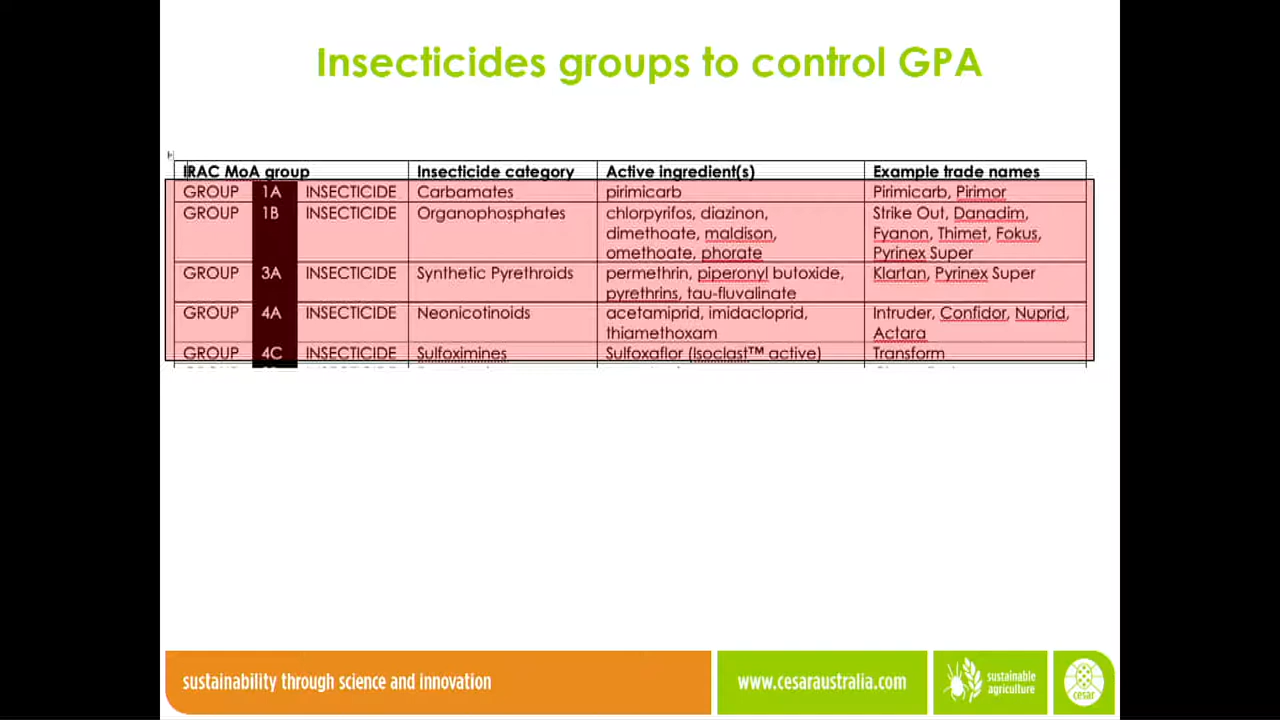 Insecticides groups to control GPA
IRAC MoA group Insecticide category Active ingredient(s) Example trade names
GROUP 1A INSECTICIDE Carbamates pirimicarb Pirimicarb, Pirimor
GROUP 1B INSECTICIDE Organophosphates chlorpyrifos, diazinon, Strike Out, Danadim,
dimethoate, maldison, Fyanon, Thimet, Fokus,
omethoate, phorate Pyrinex Super
GROUP 3A INSECTICIDE Synthetic Pyrethroids permethrin, piperonyl butoxide, Klartan, Pyrinex Super
pyrethrins, tau-fluvalinate
GROUP 4A INSECTICIDE Neonicotinoids acetamiprid, imidacloprid, Intruder, Confidor, Nuprid,
thiamethoxam Actara
GROUP 4C INSECTICIDE Sulfoximines Sulfoxaflor (Isoclast™ active) Transform
sustainability through science and innovation
www.cesaraustralia.com
sustainable
agriculture
cesar